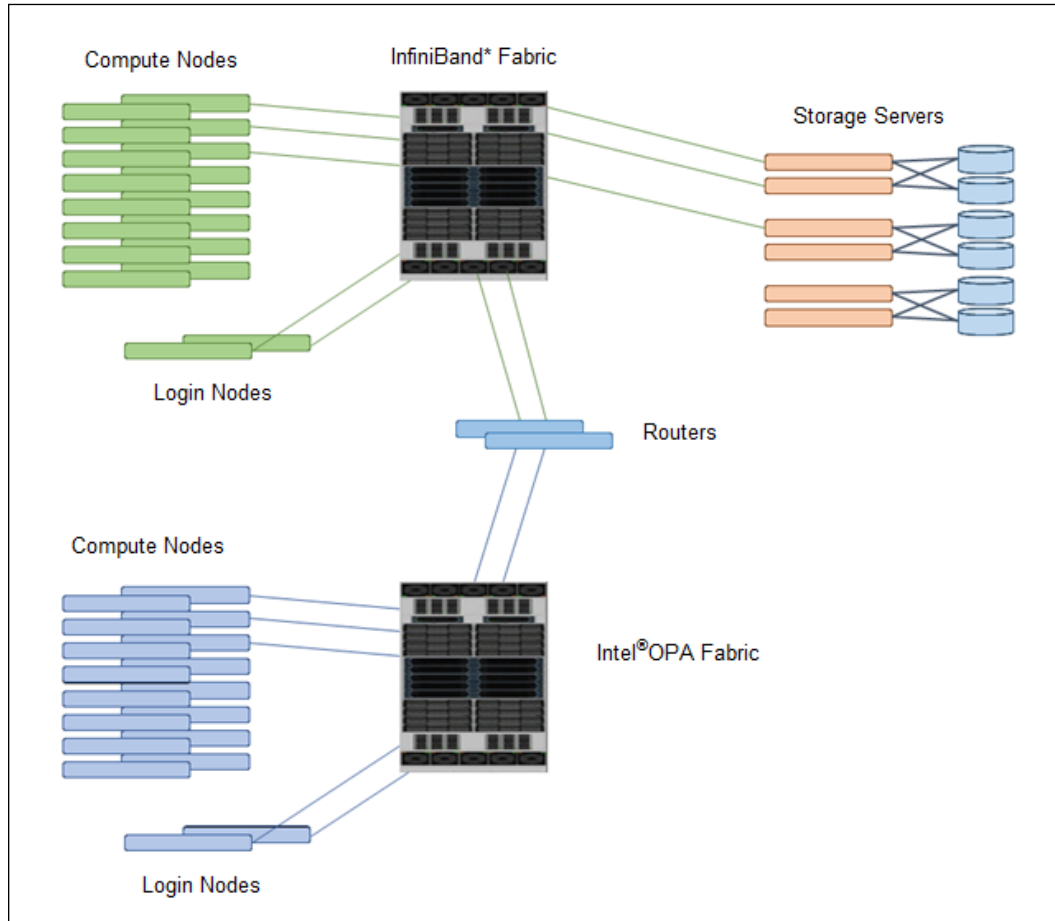 Compute Nodes
InfiniBand* Fabric
Storage Servers
Login Nodes
Routers
Compute Nodes
Intel®OPA Fabric
Login Nodes